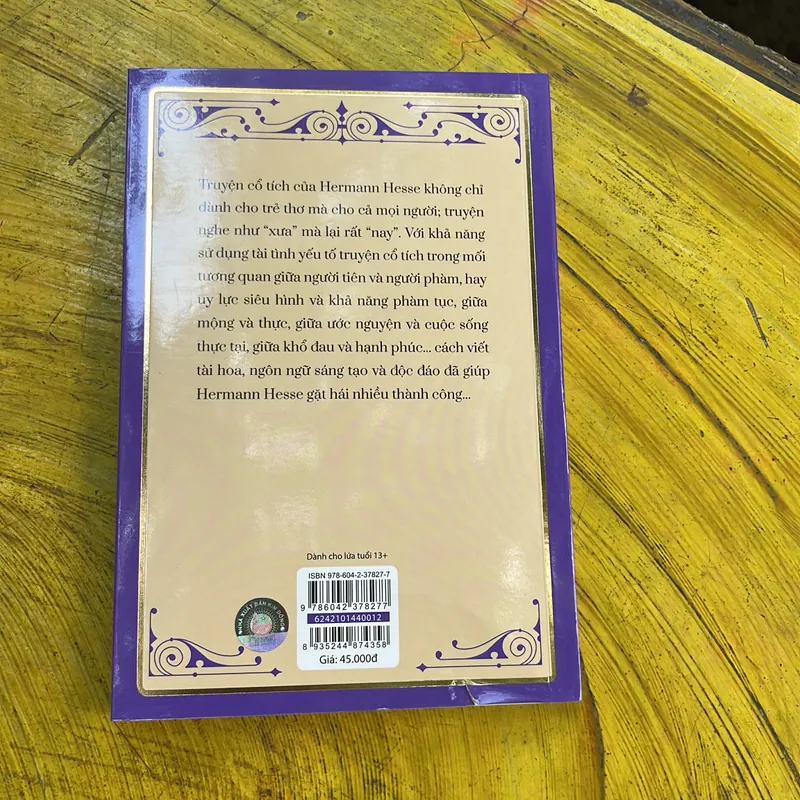 Truyện cổ tích của Hermann Hesse không chỉ
dành cho trẻ thơ mà cho cả mọi người; truyện
nghe như “xưa” mà lại rất “nay”. Với khả năng
sử dụng tài tình yếu tố truyện cổ tích trong mối
tương quan giữa người tiên và người phàm, hay
uy lực siêu hình và khả năng phàm tục, giữa
mộng và thực, giữa ước nguyện và cuộc sống
thực tại, giữa khổ đau và hạnh phúc... cách viết
tài hoa, ngôn ngữ sáng tạo và độc đáo đã giúp
Hermann Hesse gặt hái nhiều thành công...
Dành cho lứa tuổi 13+
ISBN 978-604-2-37827-7
9 786042 378277
6242101440012
8 935244 874358
Giá: 45.000đ
NHÀ XUẤT BẢN KIM ĐỒNG